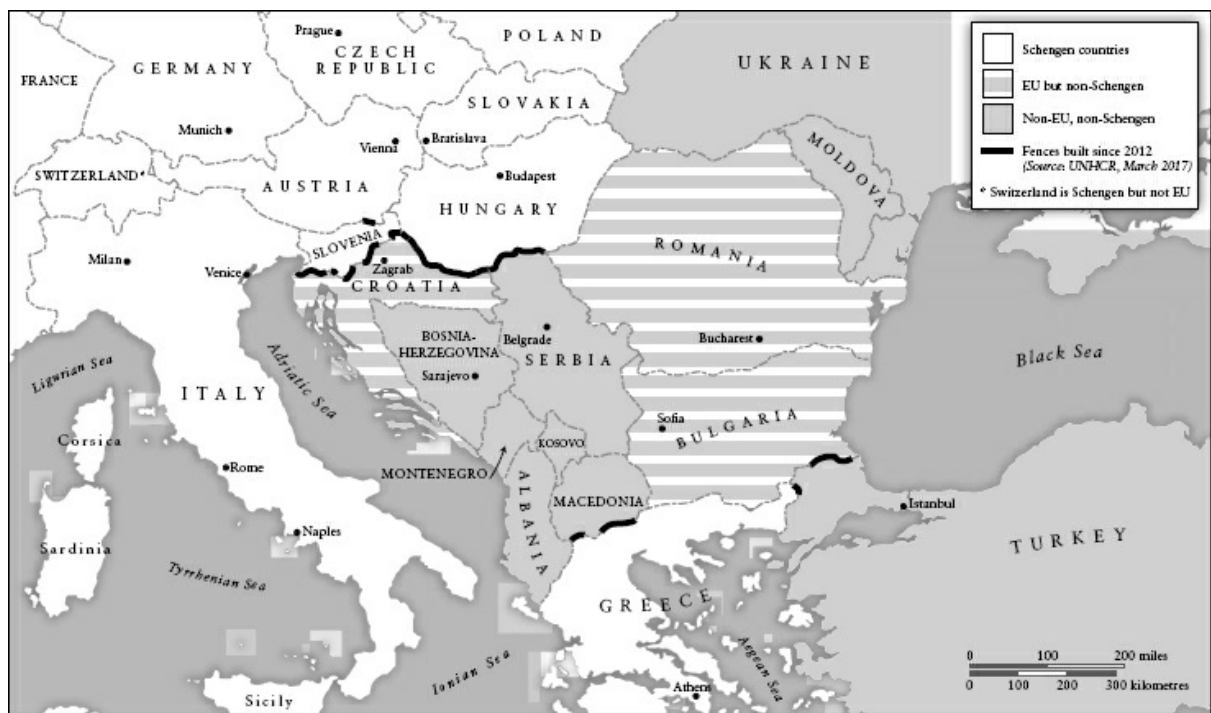 Prague
POLAND
CZECH
REPUBLIC
GERMANY
FRANCE
UKRAINE
Schengen countries
EU but non-Schengen
Non-EU, non-Schengen
Fences built since 2012
(Source: UNHCR, March 2017)
* Switzerland is Schengen but not EU
SLOVAKIA
Munich
Vienna
Bratislava
MOLDOVA
SWITZERLAND*
AUSTRIA
Budapest
HUNGARY
SLOVENIA
ROMANIA
Milan
Venice
Zagrab
CROATIA
BOSNIA-
HERZEGOVINA
Belgrade
SERBIA
Bucharest
Black Sea
Ligurian Sea
Adriatic Sea
Sarajevo
ITALY
Corsica
Sofia
BULGARIA
KOSOVO
MONTENEGRO
Rome
ALBANIA
MACEDONIA
Istanbul
Naples
Sardinia
TURKEY
Tyrrhenian Sea
GREECE
Aegean Sea
Ionian Sea
Athens
Sicily
0 100 200 miles
0 100 200 300 kilometres